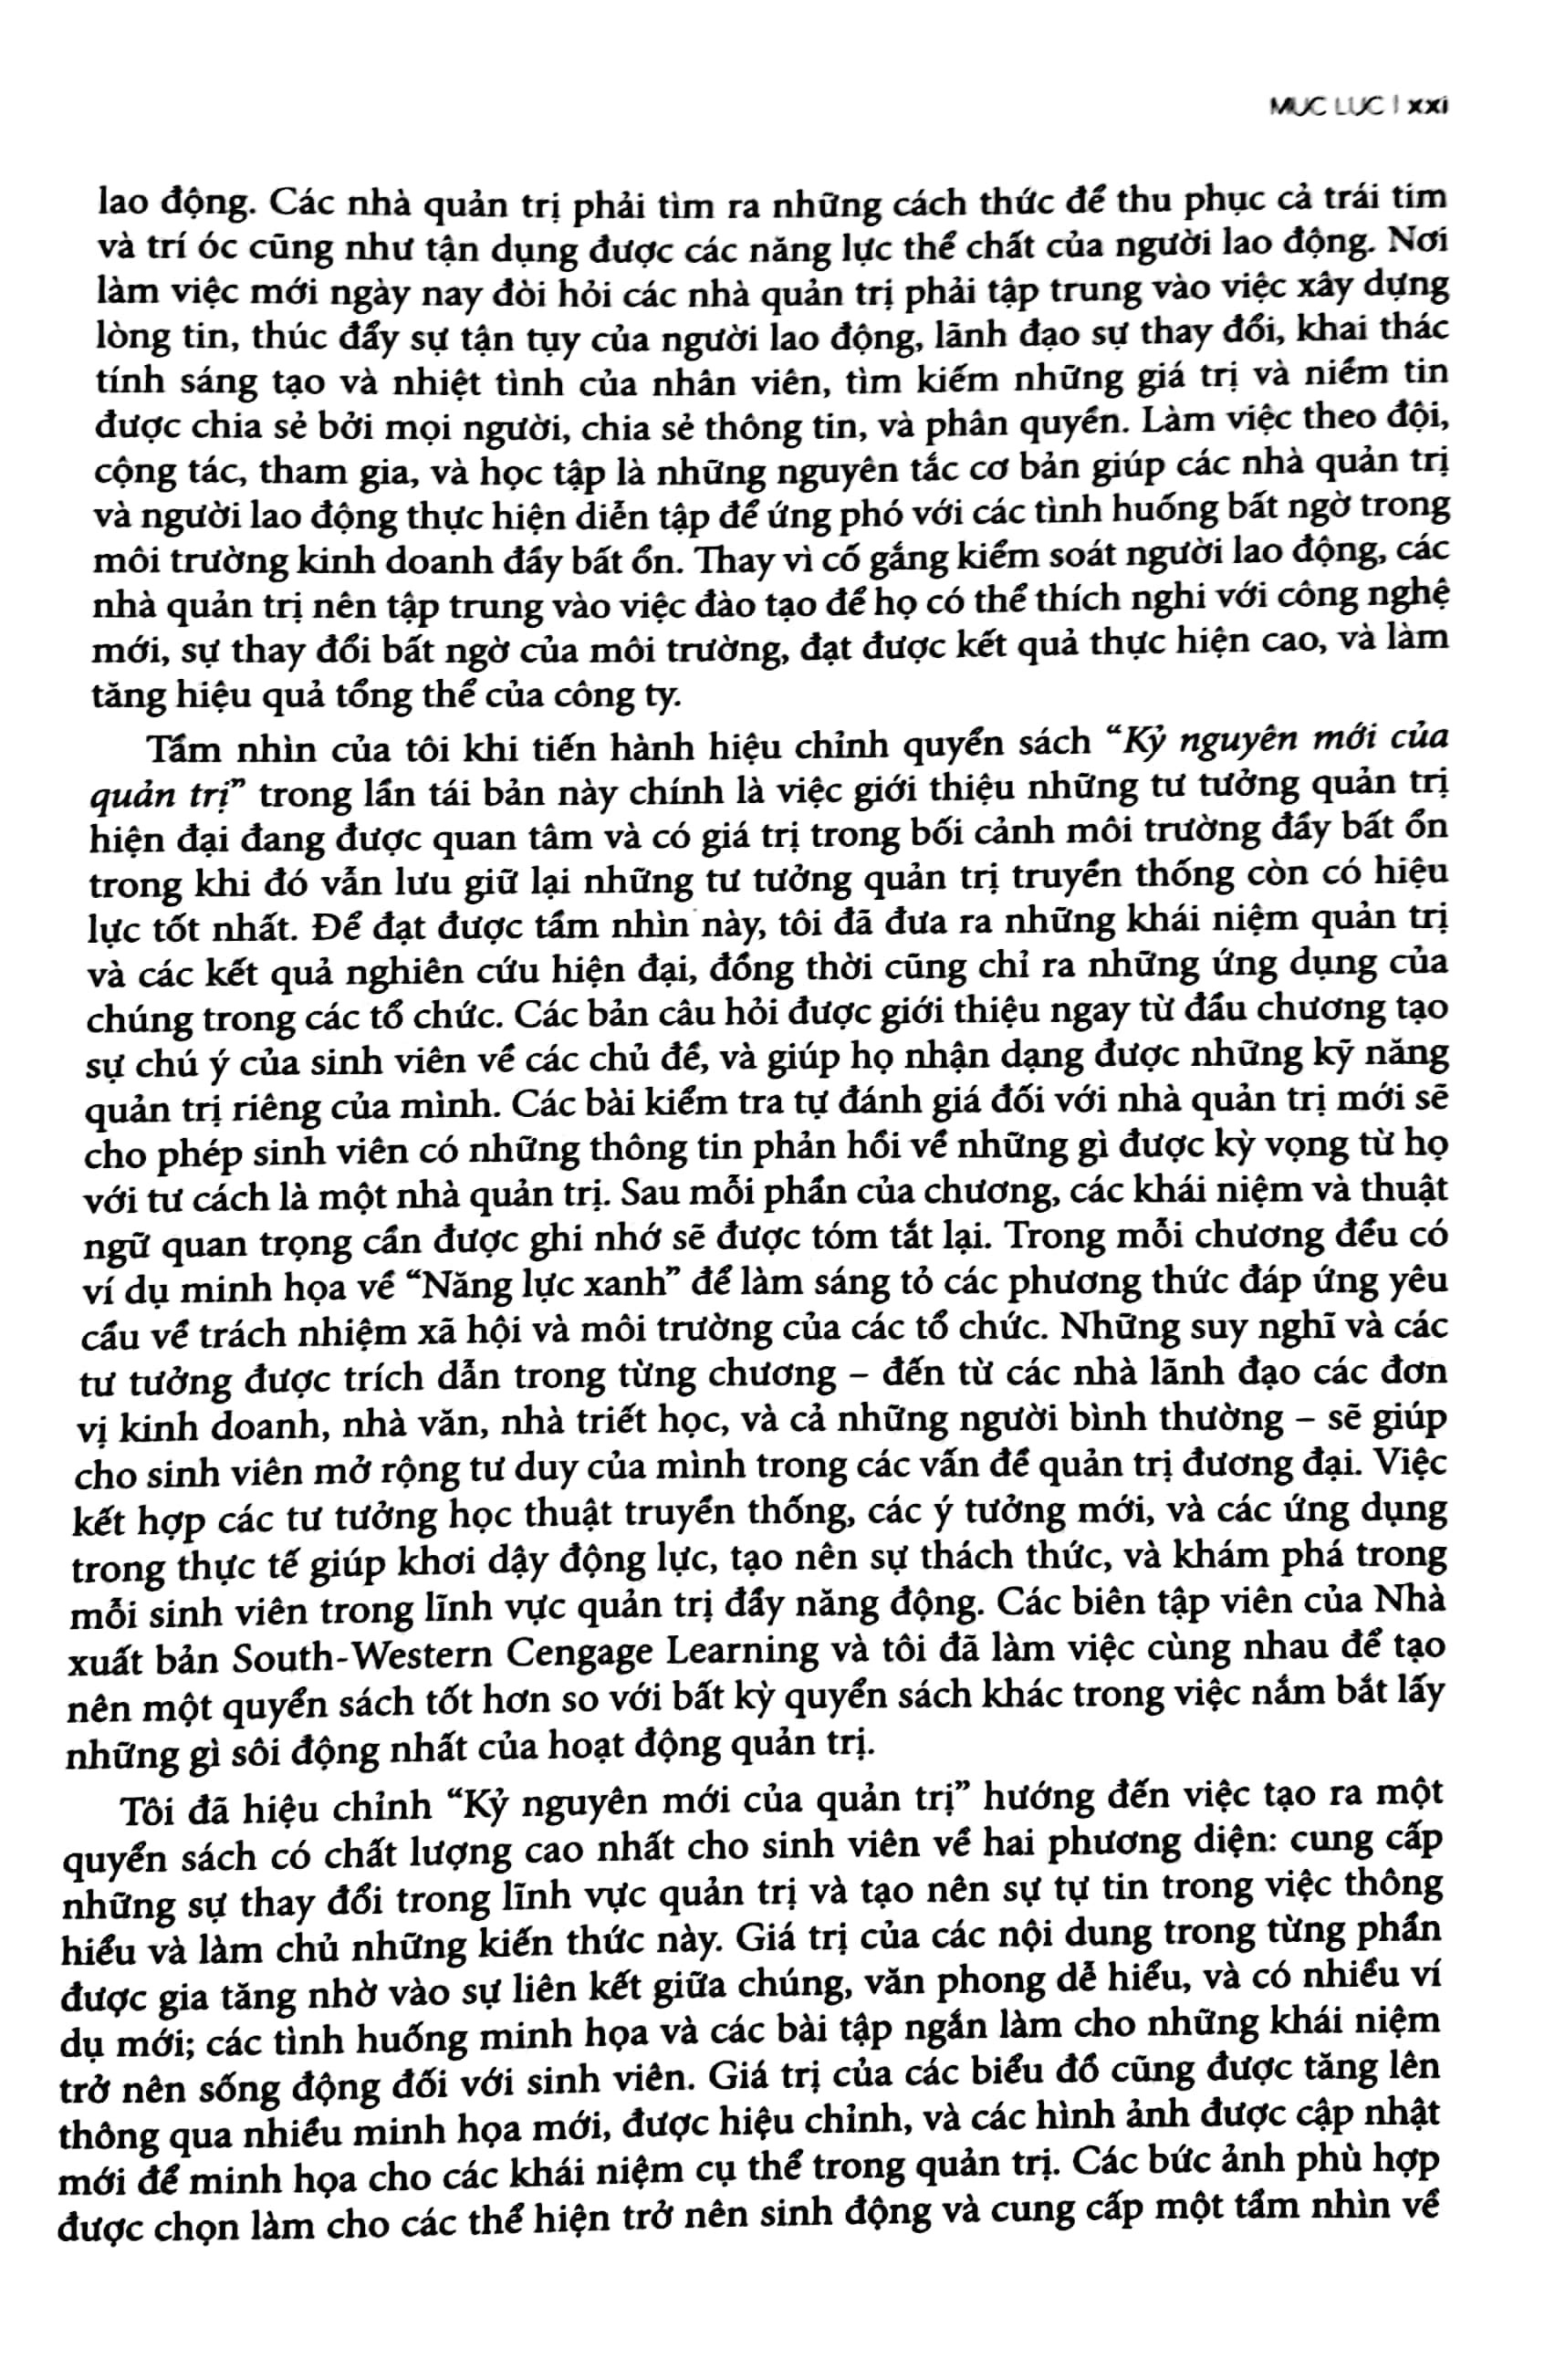 MỤC LỤC | xxi
lao động. Các nhà quản trị phải tìm ra những cách thức để thu phục cả trái tim
và trí óc cũng như tận dụng được các năng lực thể chất của người lao động. Nơi
làm việc mới ngày nay đòi hỏi các nhà quản trị phải tập trung vào việc xây dựng
lòng tin, thúc đẩy sự tận tụy của người lao động, lãnh đạo sự thay đổi, khai thác
tính sáng tạo và nhiệt tình của nhân viên, tìm kiếm những giá trị và niềm tin
được chia sẻ bởi mọi người, chia sẻ thông tin, và phân quyền. Làm việc theo đội,
cộng tác, tham gia, và học tập là những nguyên tắc cơ bản giúp các nhà quản trị
và người lao động thực hiện diễn tập để ứng phó với các tình huống bất ngờ trong
môi trường kinh doanh đầy bất ổn. Thay vì cố gắng kiểm soát người lao động, các
nhà quản trị nên tập trung vào việc đào tạo để họ có thể thích nghi với công nghệ
mới, sự thay đổi bất ngờ của môi trường, đạt được kết quả thực hiện cao, và làm
tăng hiệu quả tổng thể của công ty.
Tầm nhìn của tôi khi tiến hành hiệu chỉnh quyển sách “Kỷ nguyên mới của
quản trị” trong lần tái bản này chính là việc giới thiệu những tư tưởng quản trị
hiện đại đang được quan tâm và có giá trị trong bối cảnh môi trường đầy bất ổn
trong khi đó vẫn lưu giữ lại những tư tưởng quản trị truyền thống còn có hiệu
lực tốt nhất. Để đạt được tầm nhìn này, tôi đã đưa ra những khái niệm quản trị
và các kết quả nghiên cứu hiện đại, đồng thời cũng chỉ ra những ứng dụng của
chúng trong các tổ chức. Các bản câu hỏi được giới thiệu ngay từ đầu chương tạo
sự chú ý của sinh viên về các chủ đề, và giúp họ nhận dạng được những kỹ năng
quản trị riêng của mình. Các bài kiểm tra tự đánh giá đối với nhà quản trị mới sẽ
cho phép sinh viên có những thông tin phản hồi về những gì được kỳ vọng từ họ
với tư cách là một nhà quản trị. Sau mỗi phần của chương, các khái niệm và thuật
ngữ quan trọng cần được ghi nhớ sẽ được tóm tắt lại. Trong mỗi chương đều có
ví dụ minh họa về “Năng lực xanh” để làm sáng tỏ các phương thức đáp ứng yêu
cầu về trách nhiệm xã hội và môi trường của các tổ chức. Những suy nghĩ và các
tư tưởng được trích dẫn trong từng chương – đến từ các nhà lãnh đạo các đơn
vị kinh doanh, nhà văn, nhà triết học, và cả những người bình thường – sẽ giúp
cho sinh viên mở rộng tư duy của mình trong các vấn đề quản trị đương đại. Việc
kết hợp các tư tưởng học thuật truyền thống, các ý tưởng mới, và các ứng dụng
trong thực tế giúp khơi dậy động lực, tạo nên sự thách thức, và khám phá trong
mỗi sinh viên trong lĩnh vực quản trị đầy năng động. Các biên tập viên của Nhà
xuất bản South-Western Cengage Learning và tôi đã làm việc cùng nhau để tạo
nên một quyển sách tốt hơn so với bất kỳ quyển sách khác trong việc nắm bắt lấy
những gì sôi động nhất của hoạt động quản trị.
Tôi đã hiệu chỉnh “Kỷ nguyên mới của quản trị” hướng đến việc tạo ra một
quyển sách có chất lượng cao nhất cho sinh viên về hai phương diện: cung cấp
những sự thay đổi trong lĩnh vực quản trị và tạo nên sự tự tin trong việc thông
hiểu và làm chủ những kiến thức này. Giá trị của các nội dung trong từng phần
được gia tăng nhờ vào sự liên kết giữa chúng, văn phong dễ hiểu, và có nhiều ví
dụ mới; các tình huống minh họa và các bài tập ngắn làm cho những khái niệm
trở nên sống động đối với sinh viên. Giá trị của các biểu đồ cũng được tăng lên
thông qua nhiều minh họa mới, được hiệu chỉnh, và các hình ảnh được cập nhật
mới để minh họa cho các khái niệm cụ thể trong quản trị. Các bức ảnh phù hợp
được chọn làm cho các thể hiện trở nên sinh động và cung cấp một tầm nhìn về